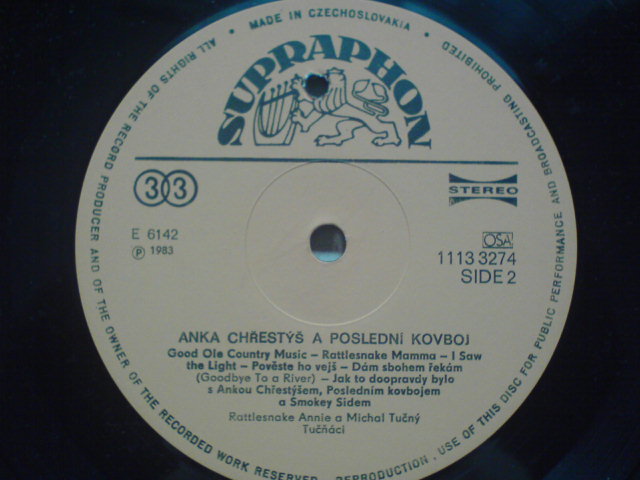 MADE IN CZECHOSLOVAKIA
ALL RIGHTS OF THE RECORD PRODUCER AND OF THE OWNER OF THE RECORDED WORK RESERVED. REPRODUCTION, USE OF THIS DISC FOR PUBLIC PERFORMANCE AND BROADCASTING PROHIBITED
SUPRAPHON
33
STEREO
E 6142
℗ 1983
OSA
1113 3274
SIDE 2
ANKA CHŘESTÝŠ A POSLEDNÍ KOVBOJ
Good Ole Country Music – Rattlesnake Mamma – I Saw
the Light – Pověste ho vejš – Dám sbohem řekám
(Goodbye To a River) – Jak to doopravdy bylo
s Ankou Chřestýšem, Posledním kovbojem
a Smokey Sidem
Rattlesnake Annie a Michal Tučný
Tučňáci